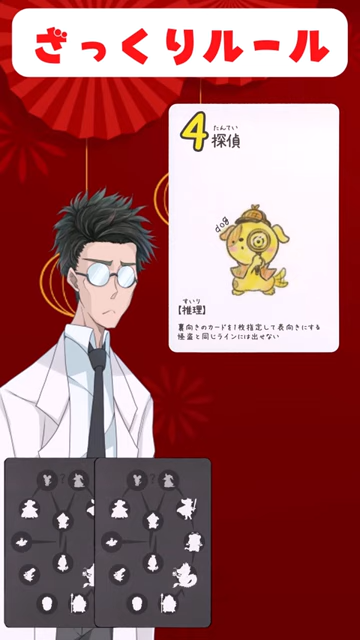 ざっくりルール
4
たんてい
探偵
dog
すいり
【推理】
裏向きのカードを1枚指定して表向きにする
怪盗と同じラインには出せない
?
?